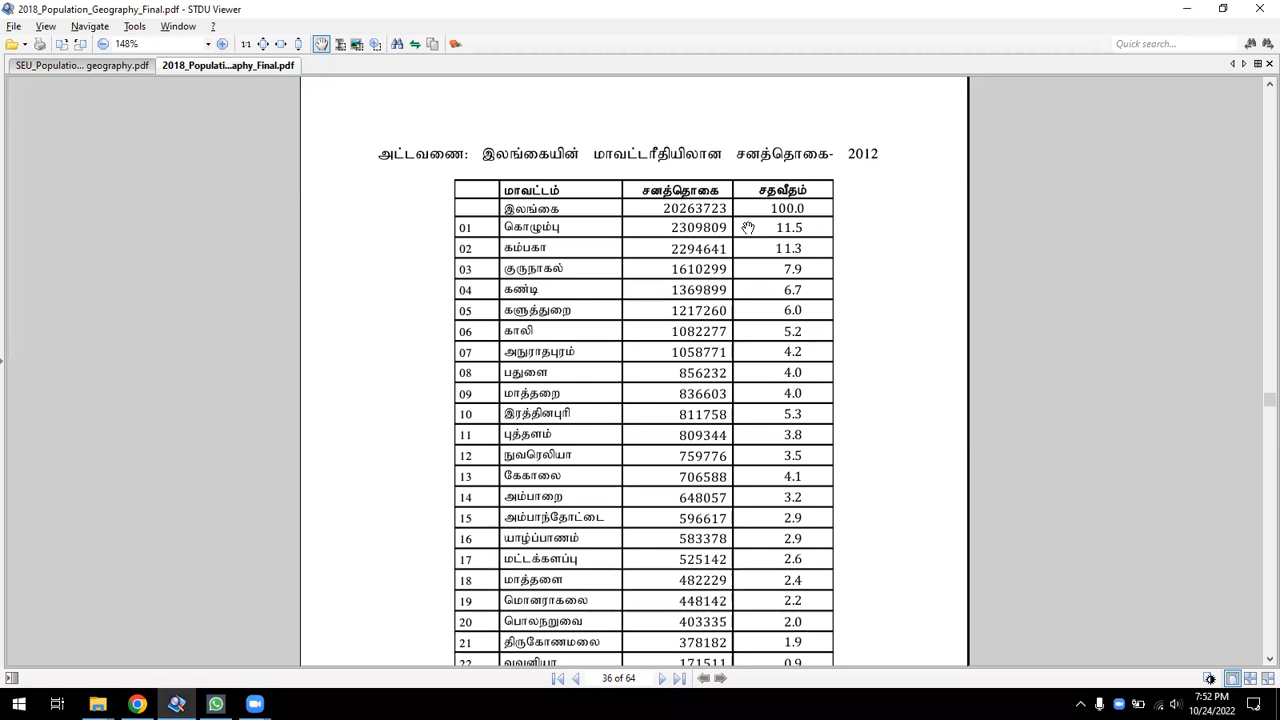 2018_Population_Geography_Final.pdf - STDU Viewer
File View Navigate Tools Window ?
148% 1:1 Quick search...
SEU_Populatio... geography.pdf 2018_Populati...aphy_Final.pdf
அட்டவணை: இலங்கையின் மாவட்டரீதியிலான சனத்தொகை- 2012
மாவட்டம் சனத்தொகை சதவீதம்
இலங்கை 20263723 100.0
01 கொழும்பு 2309809 11.5
02 கம்பகா 2294641 11.3
03 குருநாகல் 1610299 7.9
04 கண்டி 1369899 6.7
05 களுத்துறை 1217260 6.0
06 காலி 1082277 5.2
07 அநுராதபுரம் 1058771 4.2
08 பதுளை 856232 4.0
09 மாத்தறை 836603 4.0
10 இரத்தினபுரி 811758 5.3
11 புத்தளம் 809344 3.8
12 நுவரெலியா 759776 3.5
13 கேகாலை 706588 4.1
14 அம்பாறை 648057 3.2
15 அம்பாந்தோட்டை 596617 2.9
16 யாழ்ப்பாணம் 583378 2.9
17 மட்டக்களப்பு 525142 2.6
18 மாத்தளை 482229 2.4
19 மொனராகலை 448142 2.2
20 பொலநறுவை 403335 2.0
21 திருகோணமலை 378182 1.9
22 வவுனியா 171511 0.9
36 of 64
7:52 PM
10/24/2022